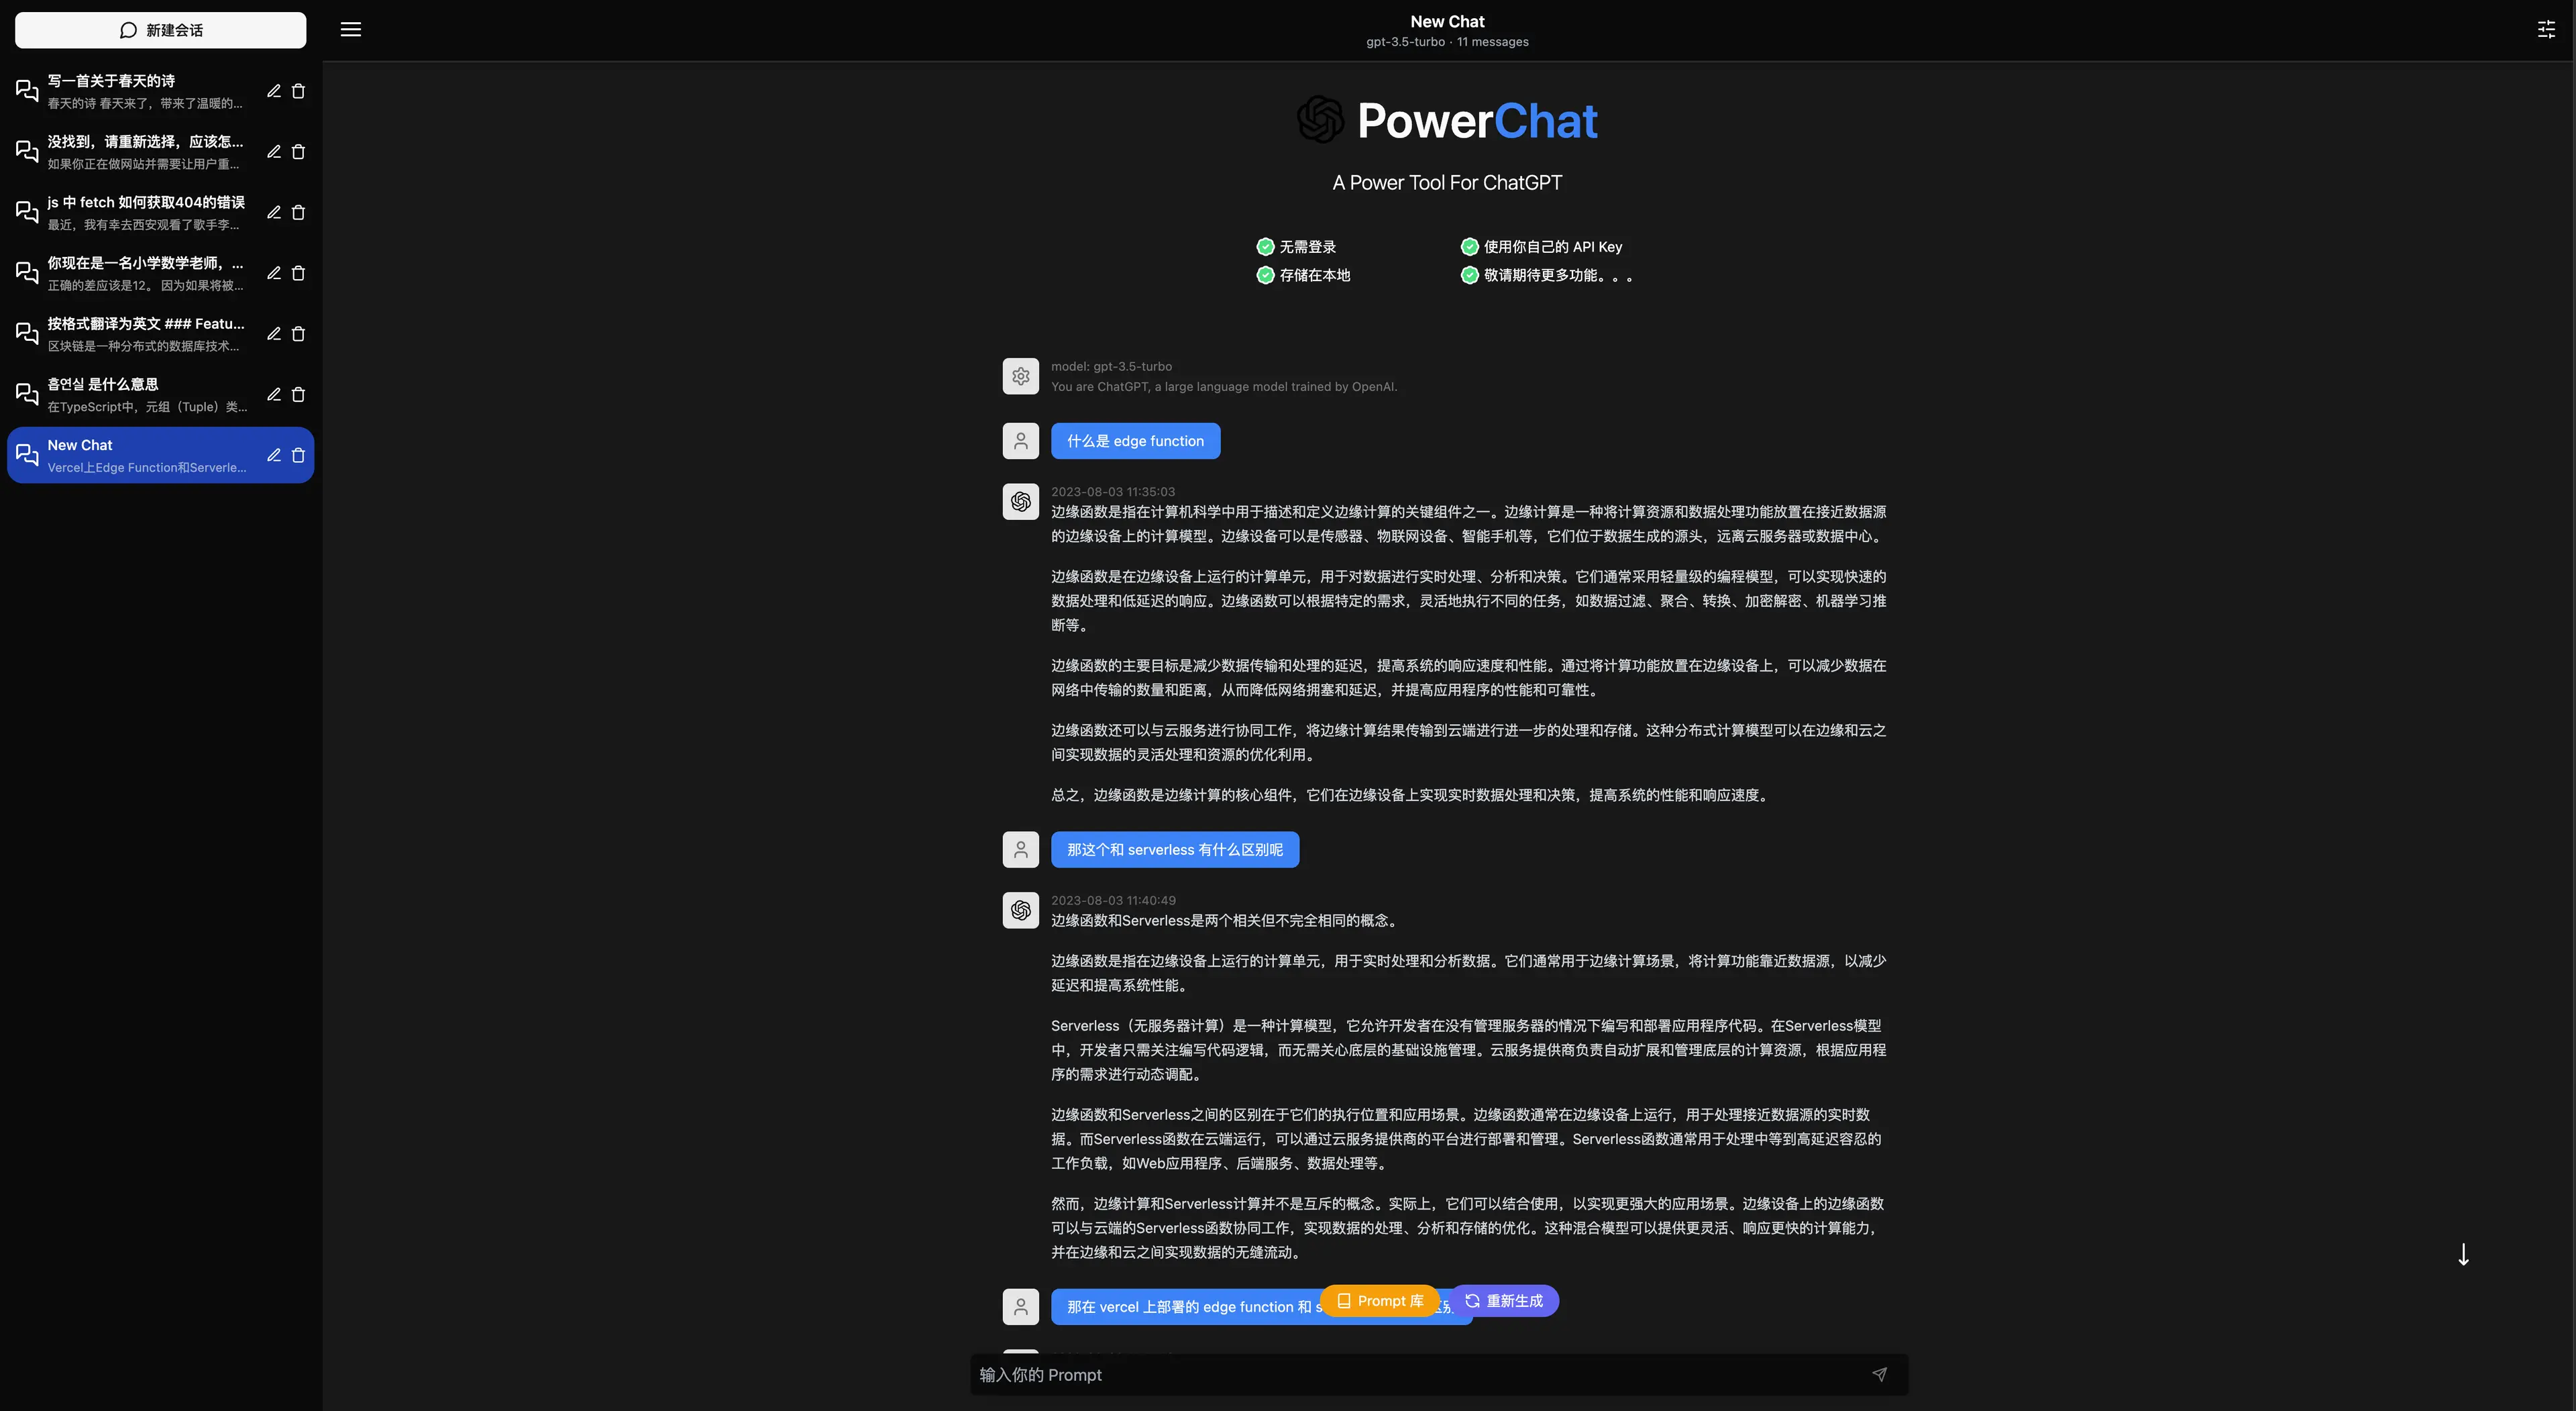 新建会话
写一首关于春天的诗
春天的诗 春天来了，带来了温暖的...
没找到，请重新选择，应该怎...
如果你正在做网站并需要让用户重...
js 中 fetch 如何获取404的错误
最近，我有幸去西安观看了歌手李...
你现在是一名小学数学老师，...
正确的差应该是12。 因为如果将被...
按格式翻译为英文 ### Featu...
区块链是一种分布式的数据库技术...
흡연실 是什么意思
在TypeScript中，元组（Tuple）类...
New Chat
Vercel上Edge Function和Serverle...
New Chat
gpt-3.5-turbo · 11 messages
PowerChat
A Power Tool For ChatGPT
无需登录
使用你自己的 API Key
存储在本地
敬请期待更多功能。。。
model: gpt-3.5-turbo
You are ChatGPT, a large language model trained by OpenAI.
什么是 edge function
2023-08-03 11:35:03
边缘函数是指在计算机科学中用于描述和定义边缘计算的关键组件之一。边缘计算是一种将计算资源和数据处理功能放置在接近数据源
的边缘设备上的计算模型。边缘设备可以是传感器、物联网设备、智能手机等，它们位于数据生成的源头，远离云服务器或数据中心。
边缘函数是在边缘设备上运行的计算单元，用于对数据进行实时处理、分析和决策。它们通常采用轻量级的编程模型，可以实现快速的
数据处理和低延迟的响应。边缘函数可以根据特定的需求，灵活地执行不同的任务，如数据过滤、聚合、转换、加密解密、机器学习推
断等。
边缘函数的主要目标是减少数据传输和处理的延迟，提高系统的响应速度和性能。通过将计算功能放置在边缘设备上，可以减少数据在
网络中传输的数量和距离，从而降低网络拥塞和延迟，并提高应用程序的性能和可靠性。
边缘函数还可以与云服务进行协同工作，将边缘计算结果传输到云端进行进一步的处理和存储。这种分布式计算模型可以在边缘和云之
间实现数据的灵活处理和资源的优化利用。
总之，边缘函数是边缘计算的核心组件，它们在边缘设备上实现实时数据处理和决策，提高系统的性能和响应速度。
那这个和 serverless 有什么区别呢
2023-08-03 11:40:49
边缘函数和Serverless是两个相关但不完全相同的概念。
边缘函数是指在边缘设备上运行的计算单元，用于实时处理和分析数据。它们通常用于边缘计算场景，将计算功能靠近数据源，以减少
延迟和提高系统性能。
Serverless（无服务器计算）是一种计算模型，它允许开发者在没有管理服务器的情况下编写和部署应用程序代码。在Serverless模型
中，开发者只需关注编写代码逻辑，而无需关心底层的基础设施管理。云服务提供商负责自动扩展和管理底层的计算资源，根据应用程
序的需求进行动态调配。
边缘函数和Serverless之间的区别在于它们的执行位置和应用场景。边缘函数通常在边缘设备上运行，用于处理接近数据源的实时数
据。而Serverless函数在云端运行，可以通过云服务提供商的平台进行部署和管理。Serverless函数通常用于处理中等到高延迟容忍的
工作负载，如Web应用程序、后端服务、数据处理等。
然而，边缘计算和Serverless计算并不是互斥的概念。实际上，它们可以结合使用，以实现更强大的应用场景。边缘设备上的边缘函数
可以与云端的Serverless函数协同工作，实现数据的处理、分析和存储的优化。这种混合模型可以提供更灵活、响应更快的计算能力，
并在边缘和云之间实现数据的无缝流动。
那在 vercel 上部署的 edge function 和
Prompt 库
重新生成
输入你的 Prompt